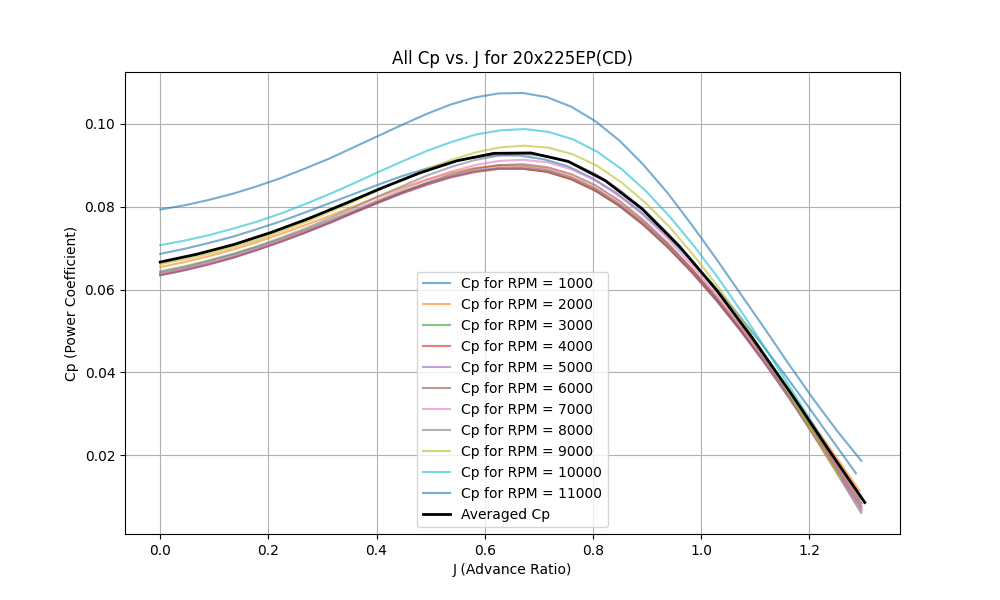 All Cp vs. J for 20x225EP(CD)
Cp (Power Coefficient)
0.10
0.08
0.06
0.04
0.02
Cp for RPM = 1000
Cp for RPM = 2000
Cp for RPM = 3000
Cp for RPM = 4000
Cp for RPM = 5000
Cp for RPM = 6000
Cp for RPM = 7000
Cp for RPM = 8000
Cp for RPM = 9000
Cp for RPM = 10000
Cp for RPM = 11000
Averaged Cp
0.0 0.2 0.4 0.6 0.8 1.0 1.2
J (Advance Ratio)